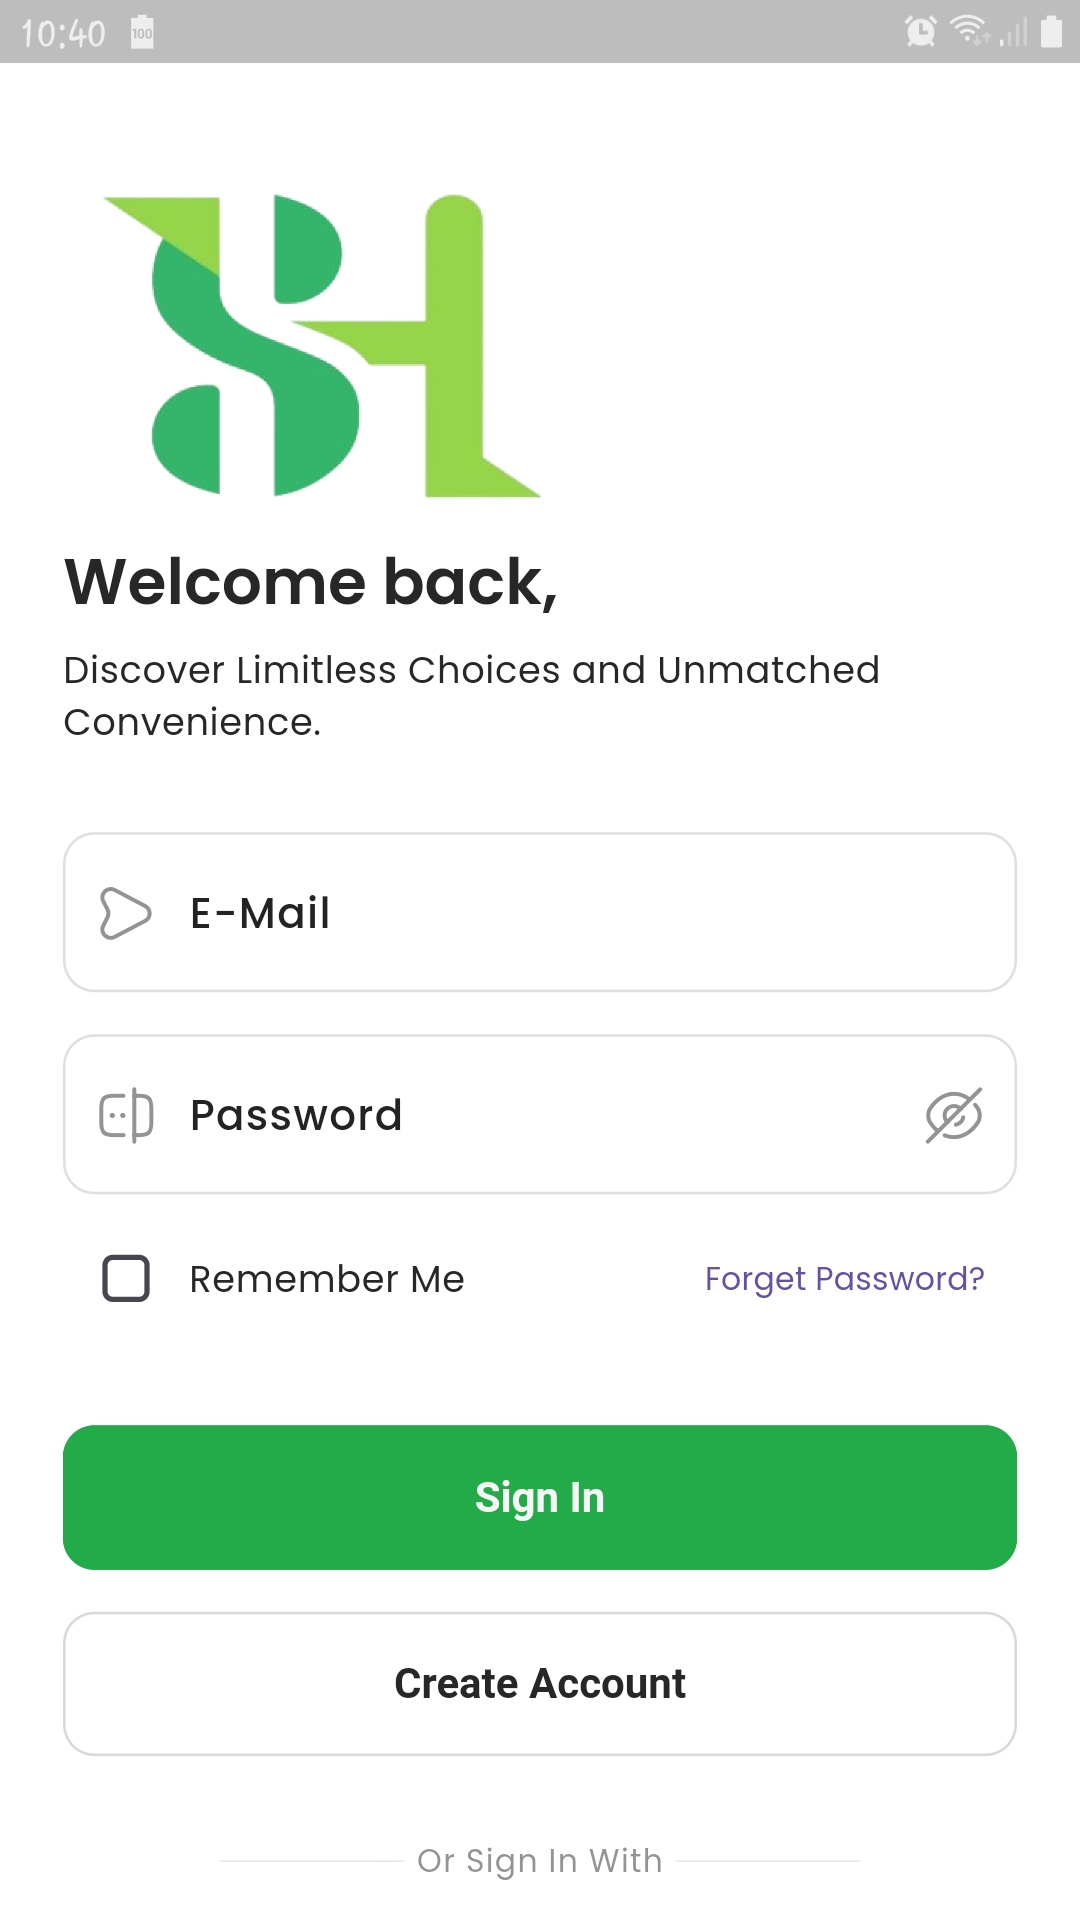 10:40
100
Welcome back,
Discover Limitless Choices and Unmatched
Convenience.
E-Mail
Password
Remember Me
Forget Password?
Sign In
Create Account
Or Sign In With